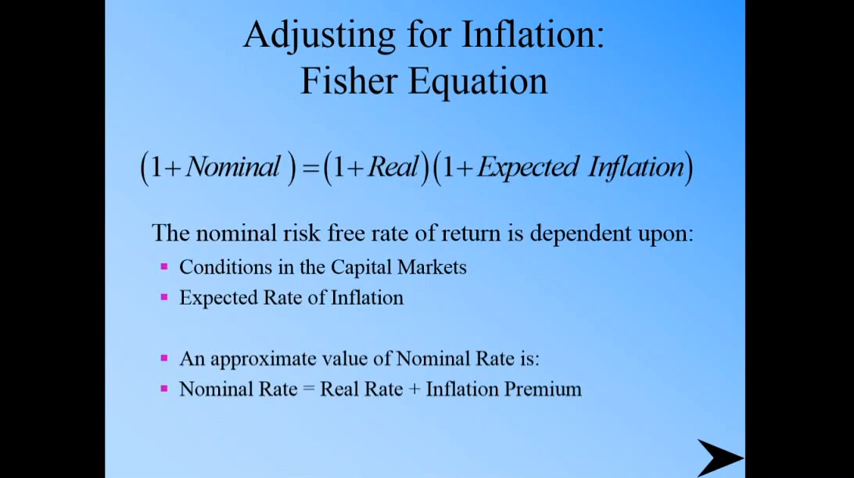 Adjusting for Inflation:
Fisher Equation
(1+Nominal)=(1+Real)(1+Expected Inflation)
The nominal risk free rate of return is dependent upon:
▪ Conditions in the Capital Markets
▪ Expected Rate of Inflation
▪ An approximate value of Nominal Rate is:
▪ Nominal Rate = Real Rate + Inflation Premium